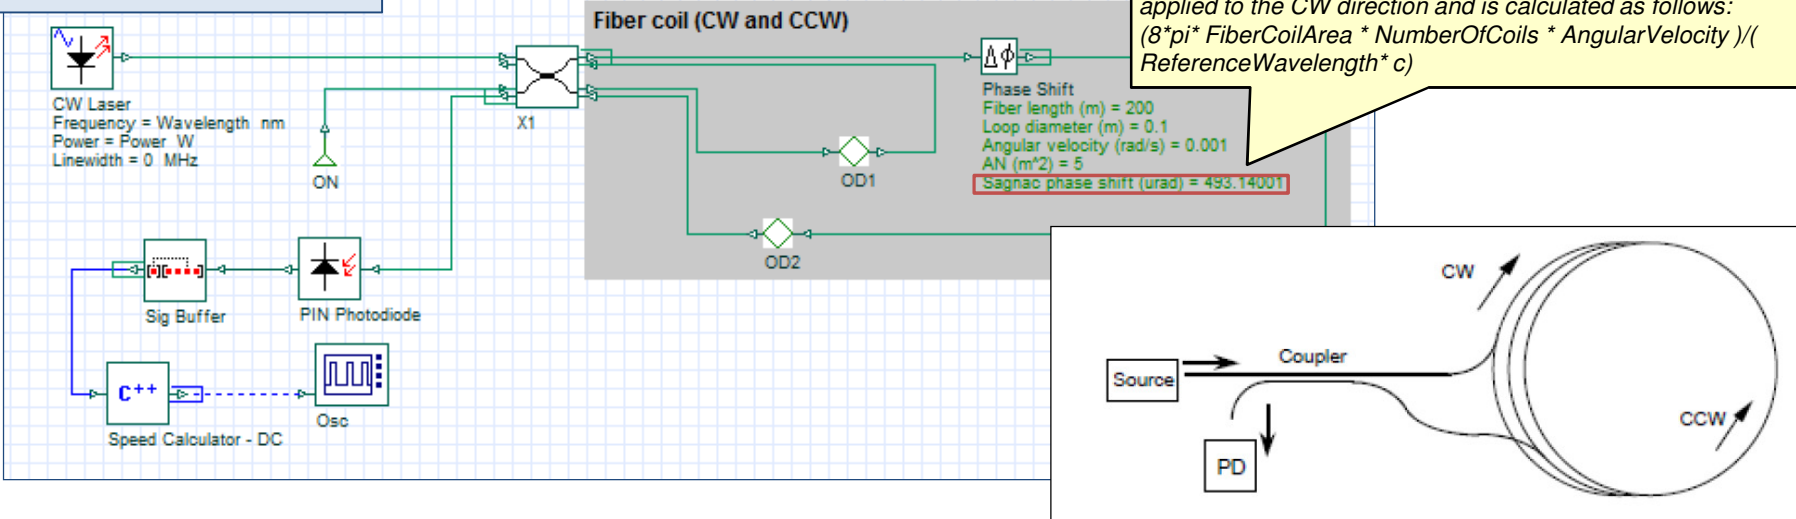 Fiber coil (CW and CCW)
applied to the CW direction and is calculated as follows:
(8*pi* FiberCoilArea * NumberOfCoils * AngularVelocity )/(
ReferenceWavelength* c)
CW Laser
Frequency = Wavelength nm
Power = Power W
Linewidth = 0 MHz
ON
X1
Δϕ
Phase Shift
Fiber length (m) = 200
Loop diameter (m) = 0.1
Angular velocity (rad/s) = 0.001
AN (m^2) = 5
Sagnac phase shift (urad) = 493.14001
OD1
OD2
Sig Buffer
PIN Photodiode
C++
Speed Calculator - DC
Osc
CW
Coupler
Source
CCW
PD